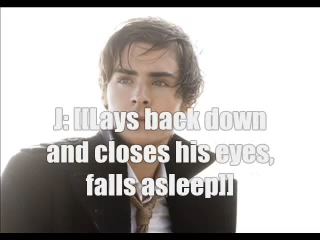 J: [[Lays back down
and closes his eyes,
falls asleep]]